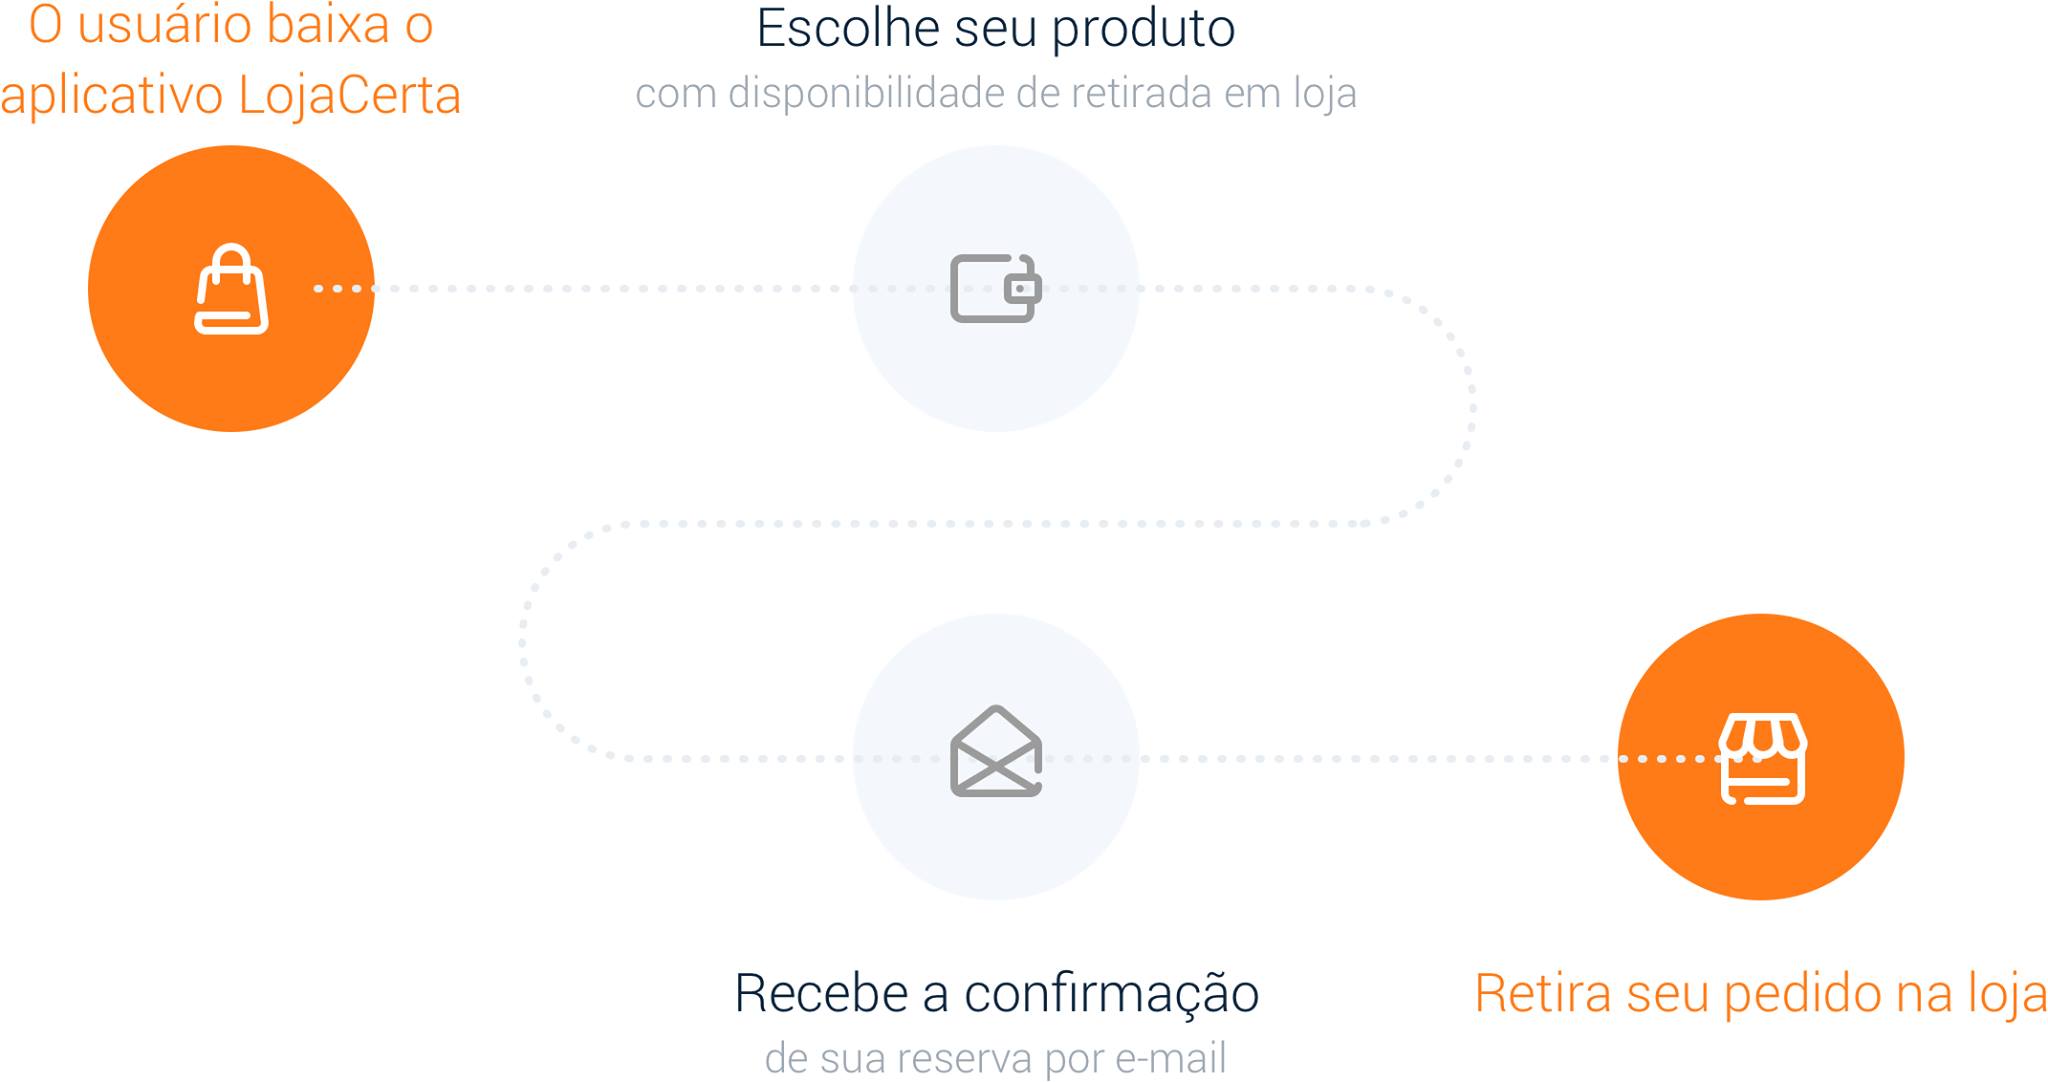 O usuário baixa o
aplicativo LojaCerta
Escolhe seu produto
com disponibilidade de retirada em loja
Recebe a confirmação
de sua reserva por e-mail
Retira seu pedido na loja